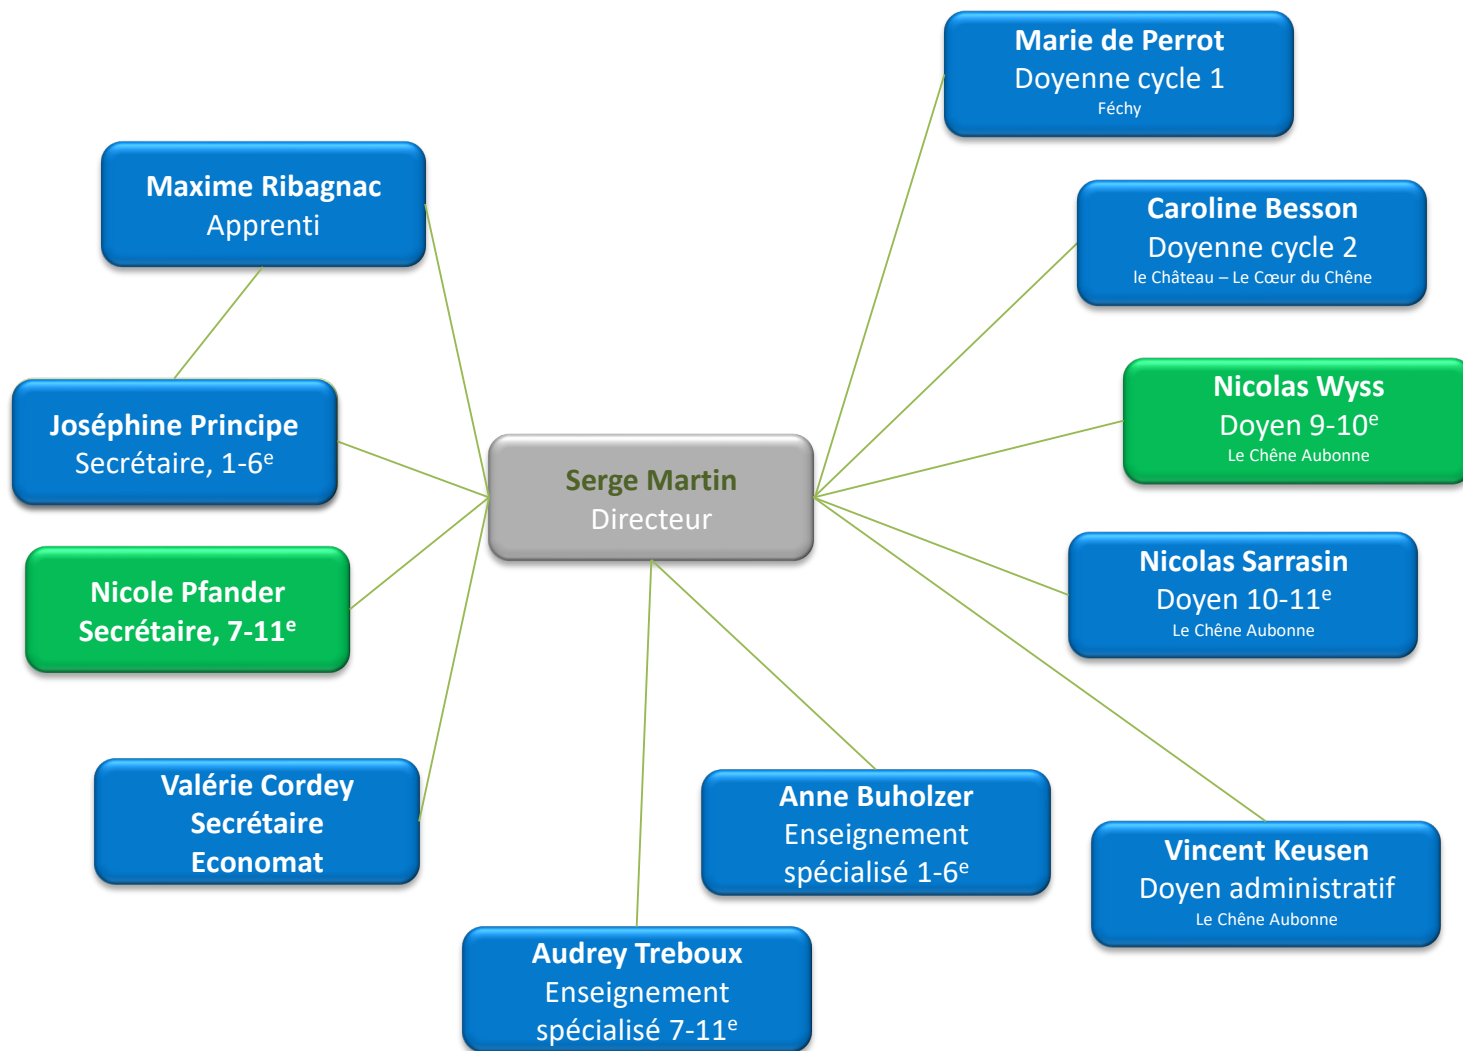 Marie de Perrot
Doyenne cycle 1
Féchy
Maxime Ribagnac
Apprenti
Caroline Besson
Doyenne cycle 2
le Château – Le Cœur du Chêne
Joséphine Principe
Secrétaire, 1-6ᵉ
Nicolas Wyss
Doyen 9-10ᵉ
Le Chêne Aubonne
Serge Martin
Directeur
Nicole Pfander
Secrétaire, 7-11ᵉ
Nicolas Sarrasin
Doyen 10-11ᵉ
Le Chêne Aubonne
Valérie Cordey
Secrétaire
Economat
Anne Buholzer
Enseignement
spécialisé 1-6ᵉ
Vincent Keusen
Doyen administratif
Le Chêne Aubonne
Audrey Treboux
Enseignement
spécialisé 7-11ᵉ